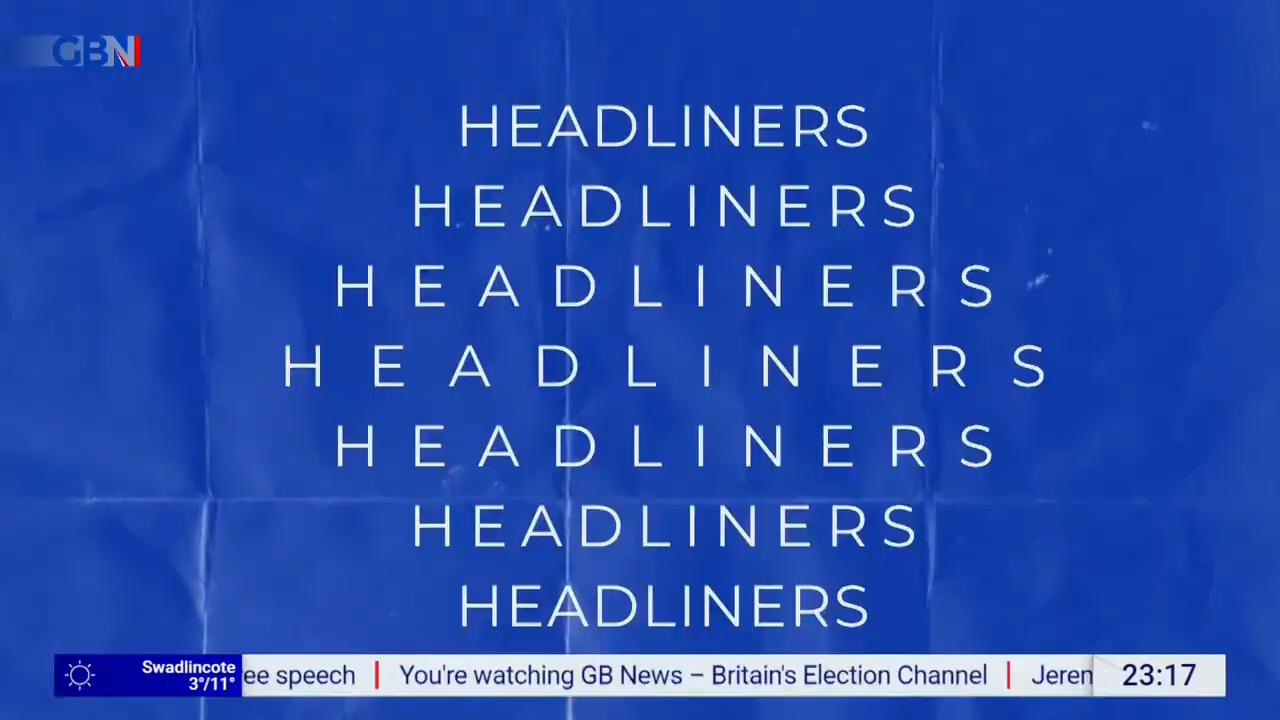 GBN
HEADLINERS
HEADLINERS
HEADLINERS
HEADLINERS
HEADLINERS
HEADLINERS
HEADLINERS
Swadlincote
3°/11°
ee speech | You're watching GB News – Britain's Election Channel | Jeren
23:17